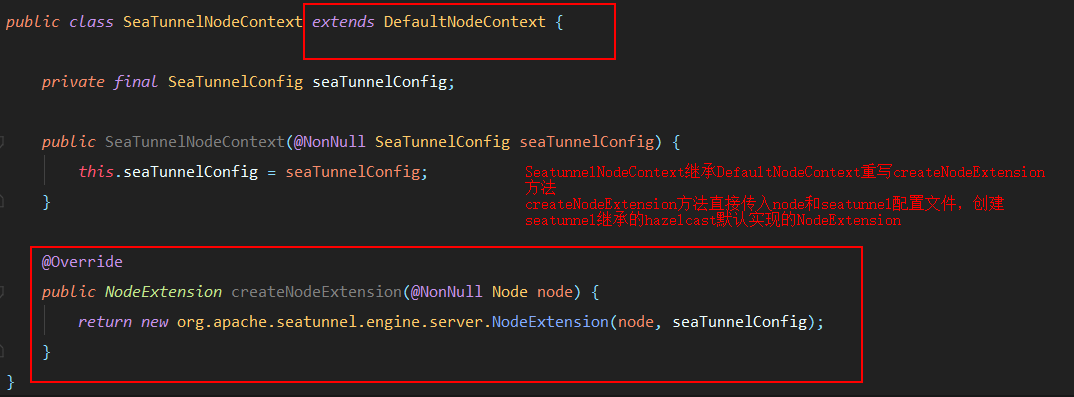 public class SeaTunnelNodeContext extends DefaultNodeContext {
private final SeaTunnelConfig seaTunnelConfig;
public SeaTunnelNodeContext(@NonNull SeaTunnelConfig seaTunnelConfig) {
this.seaTunnelConfig = seaTunnelConfig;
SeatunnelNodeContext继承DefaultNodeContext重写createNodeExtension
方法
createNodeExtension方法直接传入node和seatunnel配置文件，创建
seatunnel继承的hazelcast默认实现的NodeExtension
}
@Override
public NodeExtension createNodeExtension(@NonNull Node node) {
return new org.apache.seatunnel.engine.server.NodeExtension(node, seaTunnelConfig);
}
}